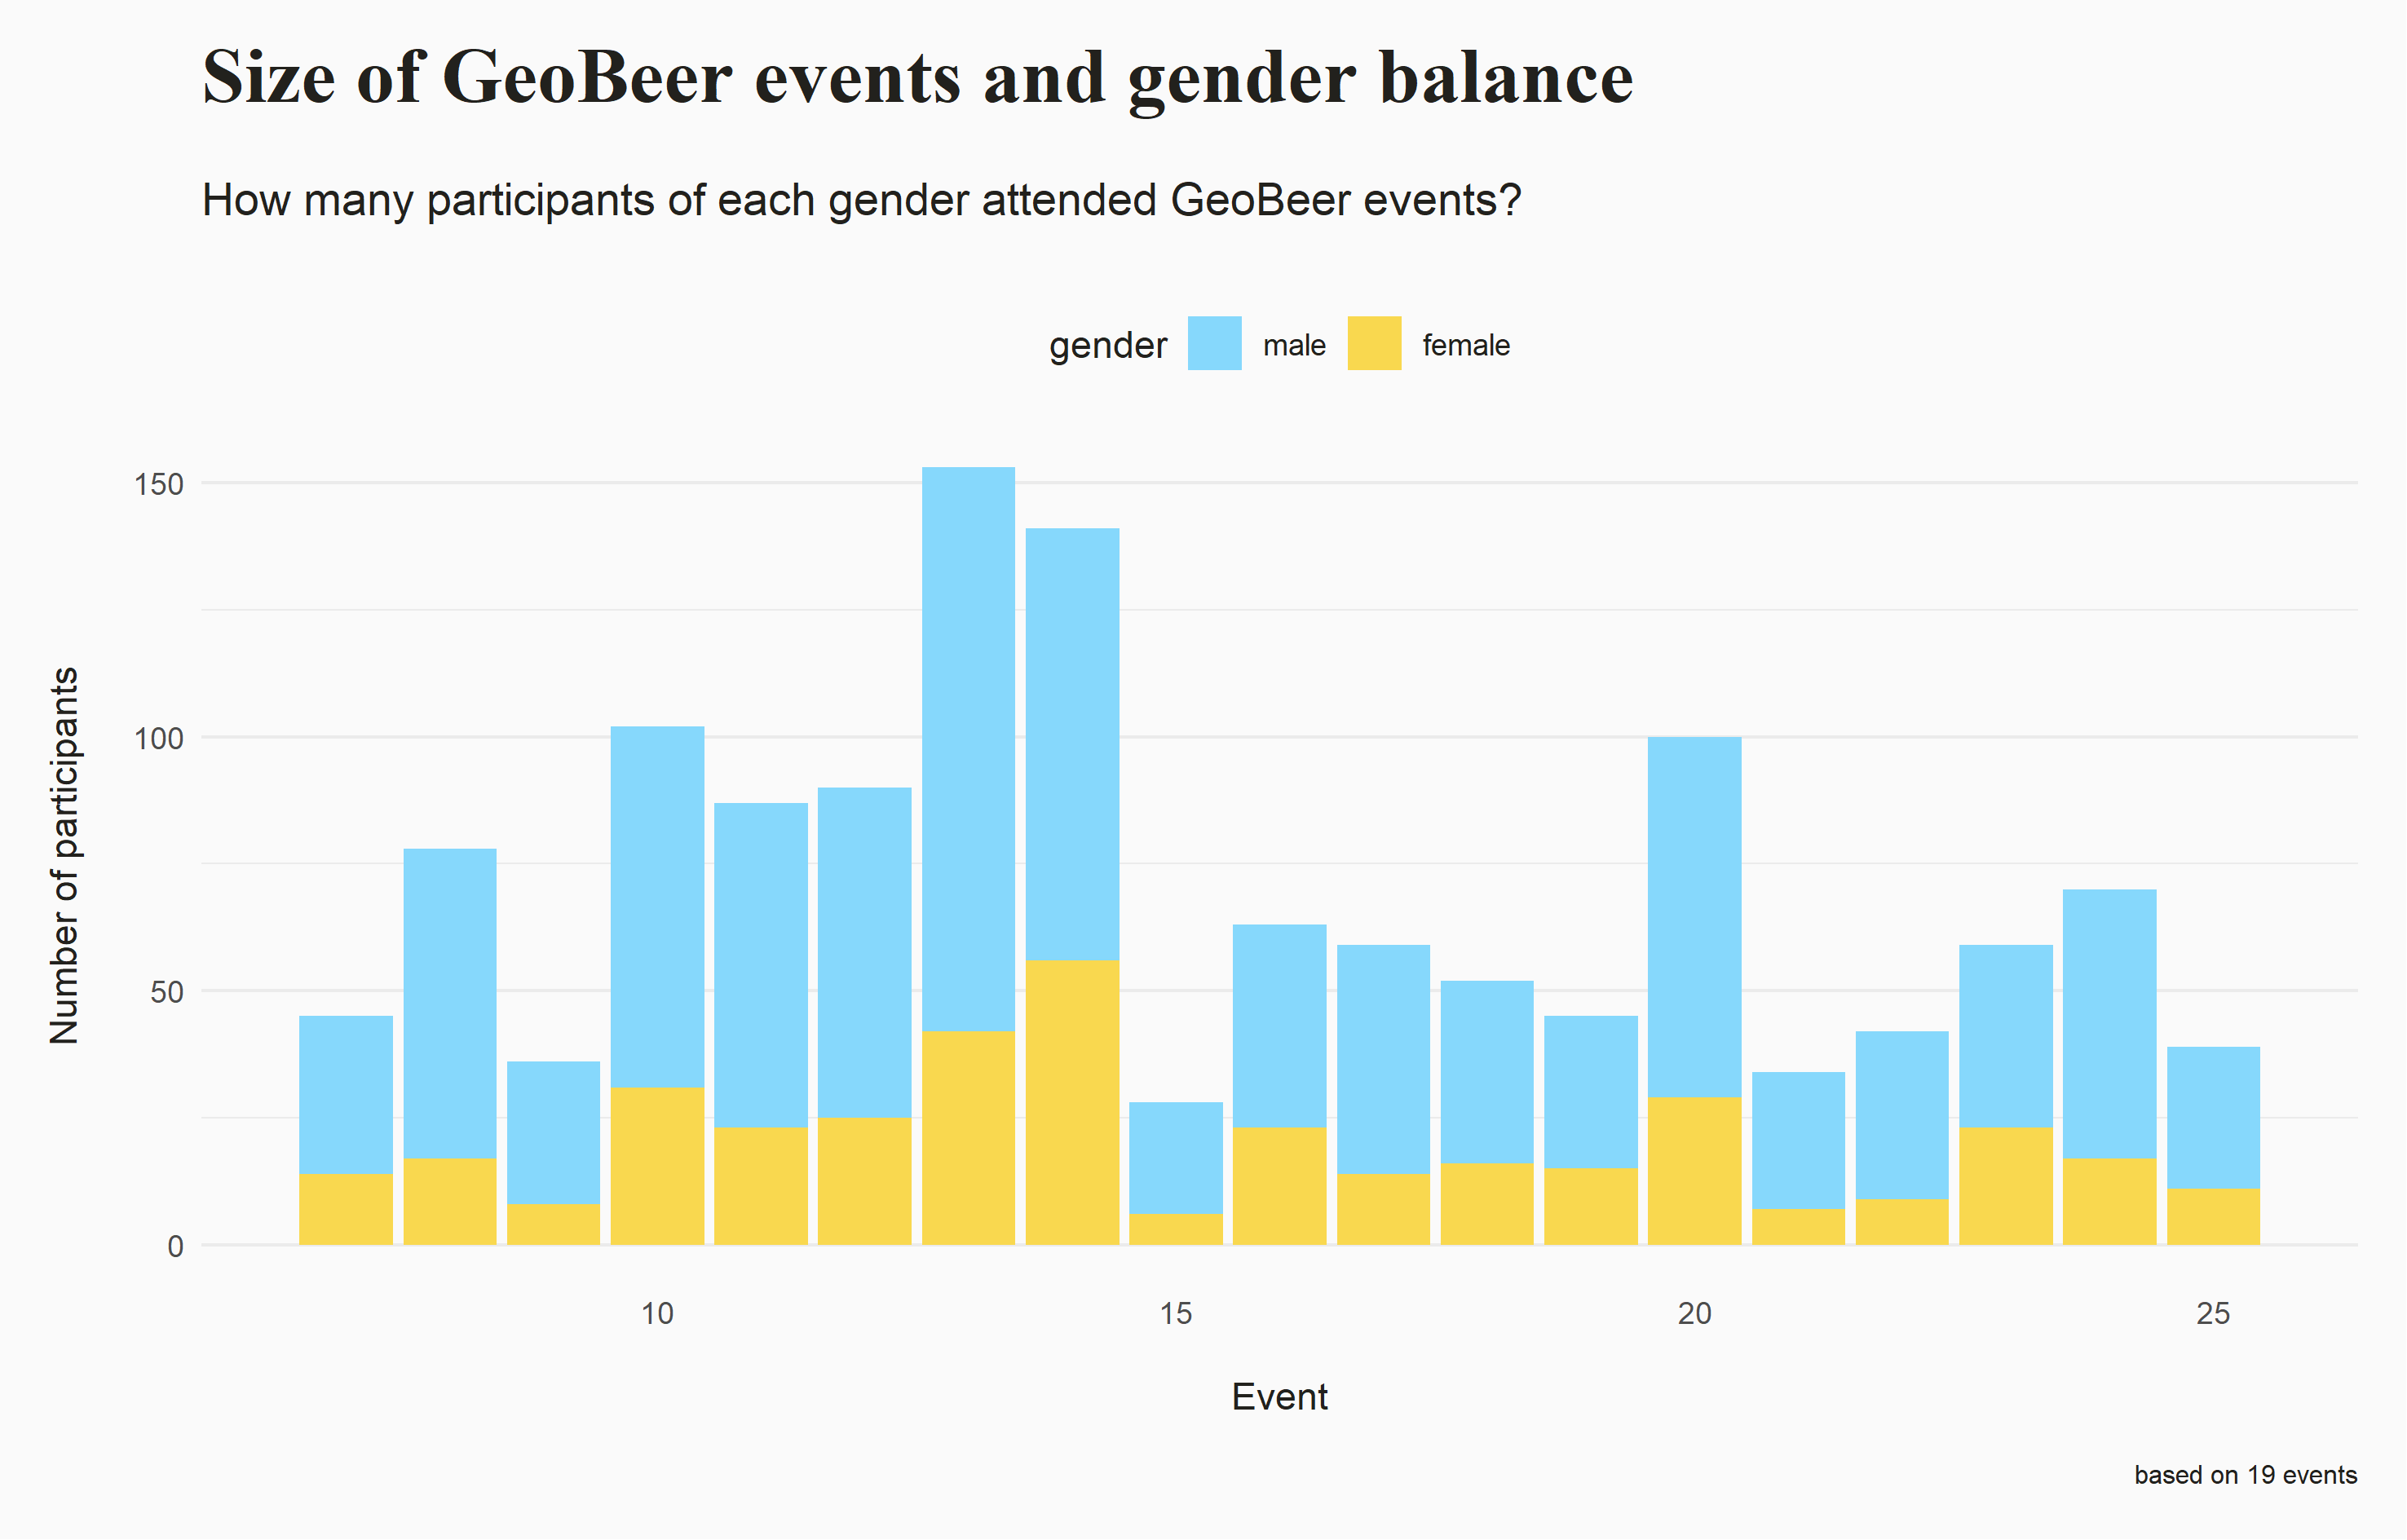 Size of GeoBeer events and gender balance
How many participants of each gender attended GeoBeer events?
gender male female
150
100
50
0
Number of participants
10 15 20 25
Event
based on 19 events